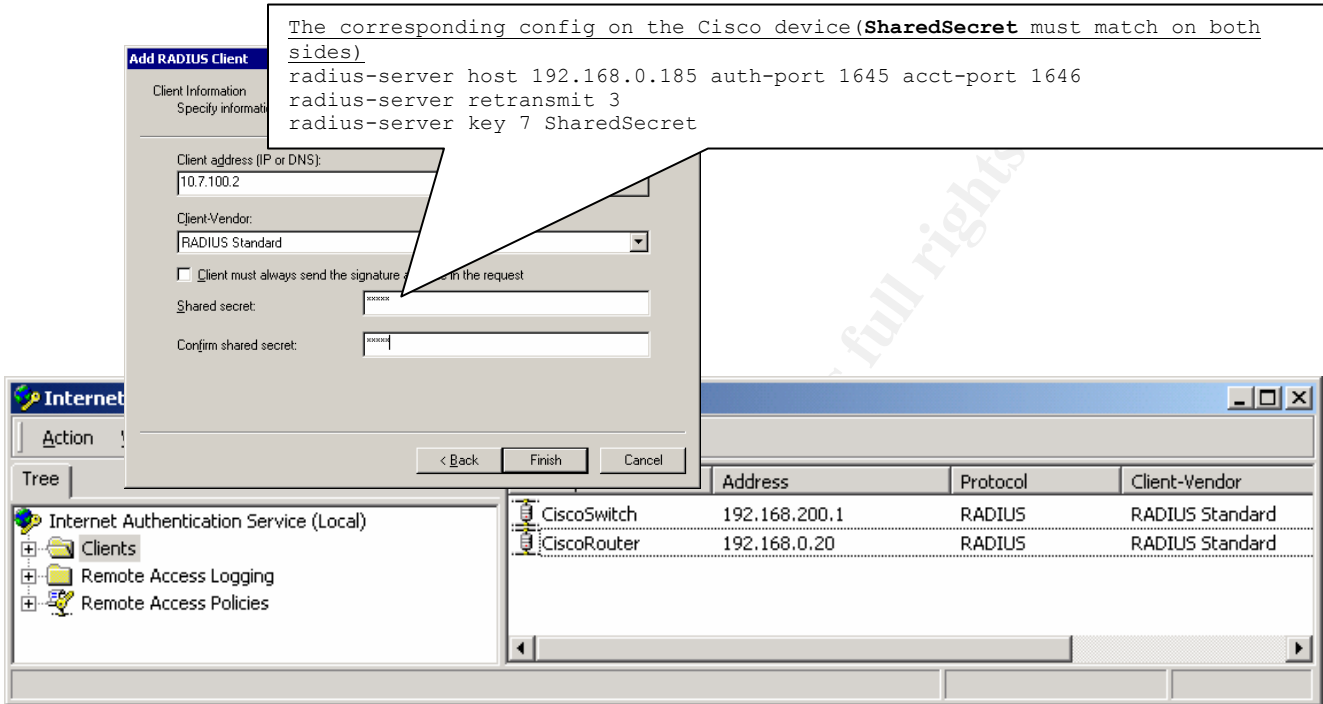 The corresponding config on the Cisco device(SharedSecret must match on both
sides)
radius-server host 192.168.0.185 auth-port 1645 acct-port 1646
radius-server retransmit 3
radius-server key 7 SharedSecret
Add RADIUS Client
Client Information
Specify
Client address (IP or DNS):
10.7.100.2
Client-Vendor:
RADIUS Standard
Client must always send the signature in the request
Shared secret:
xxxxx
Confirm shared secret:
xxxxx
< Back Finish Cancel
Internet
Action
Tree
Address Protocol Client-Vendor
Internet Authentication Service (Local)
Clients
Remote Access Logging
Remote Access Policies
CiscoSwitch 192.168.200.1 RADIUS RADIUS Standard
CiscoRouter 192.168.0.20 RADIUS RADIUS Standard
full rights